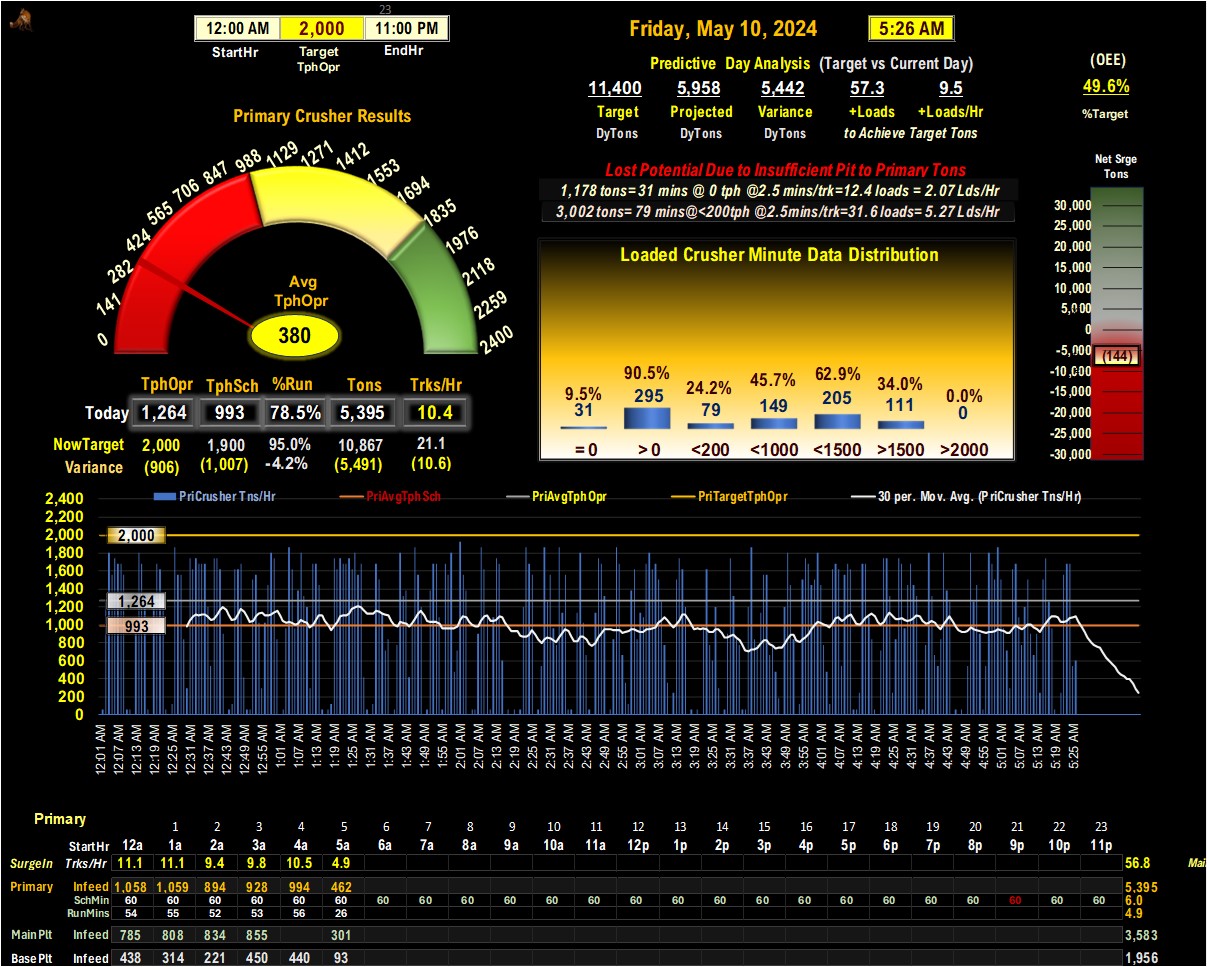 23
12:00 AM 2,000 11:00 PM
StartHr Target TphOpr EndHr
Friday, May 10, 2024 5:26 AM
Predictive Day Analysis (Target vs Current Day)
11,400 5,958 5,442 57.3 9.5
Target Projected Variance +Loads +Loads/Hr
DyTons DyTons DyTons to Achieve Target Tons
(OEE)
49.6%
%Target
Primary Crusher Results
0 141 282 424 565 706 847 988 1129 1271 1412 1553 1694 1835 1976 2118 2259 2400
Avg
TphOpr
380
Lost Potential Due to Insufficient Pit to Primary Tons
1,178 tons=31 mins @ 0 tph @2.5 mins/trk=12.4 loads = 2.07 Lds/Hr
3,002 tons= 79 mins@<200tph @2.5mins/trk=31.6 loads= 5.27 Lds/Hr
Net Srge
Tons
30,000
25,000
20,000
15,000
10,000
5,000
0
-5,000
(144)
-10,000
-15,000
-20,000
-25,000
-30,000
Loaded Crusher Minute Data Distribution
9.5% 90.5% 24.2% 45.7% 62.9% 34.0% 0.0%
31 295 79 149 205 111 0
=0 >0 <200 <1000 <1500 >1500 >2000
TphOpr TphSch %Run Tons Trks/Hr
Today 1,264 993 78.5% 5,395 10.4
NowTarget 2,000 1,900 95.0% 10,867 21.1
Variance (906) (1,007) -4.2% (5,491) (10.6)
PriCrusher Tns/Hr PriAvgTphSch PriAvgTphOpr PriTargetTphOpr 30 per. Mov. Avg. (PriCrusher Tns/Hr)
2,400
2,200
2,000 2,000
1,800
1,600
1,400
1,200 1,264
1,000 993
800
600
400
200
0
12:01 AM 12:07 AM 12:13 AM 12:19 AM 12:25 AM 12:31 AM 12:37 AM 12:43 AM 12:49 AM 12:55 AM 1:01 AM 1:07 AM 1:13 AM 1:19 AM 1:25 AM 1:31 AM 1:37 AM 1:43 AM 1:49 AM 1:55 AM 2:01 AM 2:07 AM 2:13 AM 2:19 AM 2:25 AM 2:31 AM 2:37 AM 2:43 AM 2:49 AM 2:55 AM 3:01 AM 3:07 AM 3:13 AM 3:19 AM 3:25 AM 3:31 AM 3:37 AM 3:43 AM 3:49 AM 3:55 AM 4:01 AM 4:07 AM 4:13 AM 4:19 AM 4:25 AM 4:31 AM 4:37 AM 4:43 AM 4:49 AM 4:55 AM 5:01 AM 5:07 AM 5:13 AM 5:19 AM 5:25 AM
Primary
1 2 3 4 5 6 7 8 9 10 11 12 13 14 15 16 17 18 19 20 21 22 23
StartHr 12a 1a 2a 3a 4a 5a 6a 7a 8a 9a 10a 11a 12p 1p 2p 3p 4p 5p 6p 7p 8p 9p 10p 11p
SurgeIn Trks/Hr 11.1 11.1 9.4 9.8 10.5 4.9 56.8 Mai
Primary Infeed 1,058 1,059 894 928 994 462 5,395
SchMin 60 60 60 60 60 60 60 60 60 60 60 60 60 60 60 60 60 60 60 60 60 60 60 60 6.0
RunMins 54 55 52 53 56 26 4.9
MainPlt Infeed 785 808 834 855 301 3,583
BasePlt Infeed 438 314 221 450 440 93 1,956